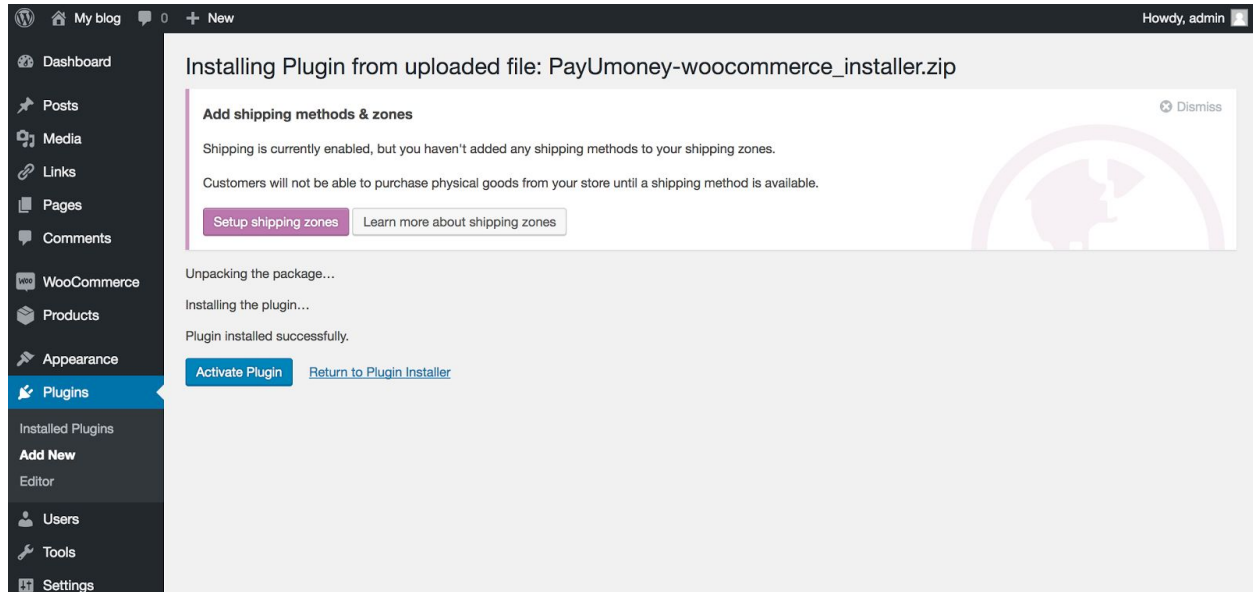 My blog 0 + New Howdy, admin
Dashboard
Posts
Media
Links
Pages
Comments
WOO WooCommerce
Products
Appearance
Plugins
Installed Plugins
Add New
Editor
Users
Tools
Settings
Installing Plugin from uploaded file: PayUmoney-woocommerce_installer.zip
Add shipping methods & zones
Dismiss
Shipping is currently enabled, but you haven't added any shipping methods to your shipping zones.
Customers will not be able to purchase physical goods from your store until a shipping method is available.
Setup shipping zones Learn more about shipping zones
Unpacking the package…
Installing the plugin…
Plugin installed successfully.
Activate Plugin Return to Plugin Installer